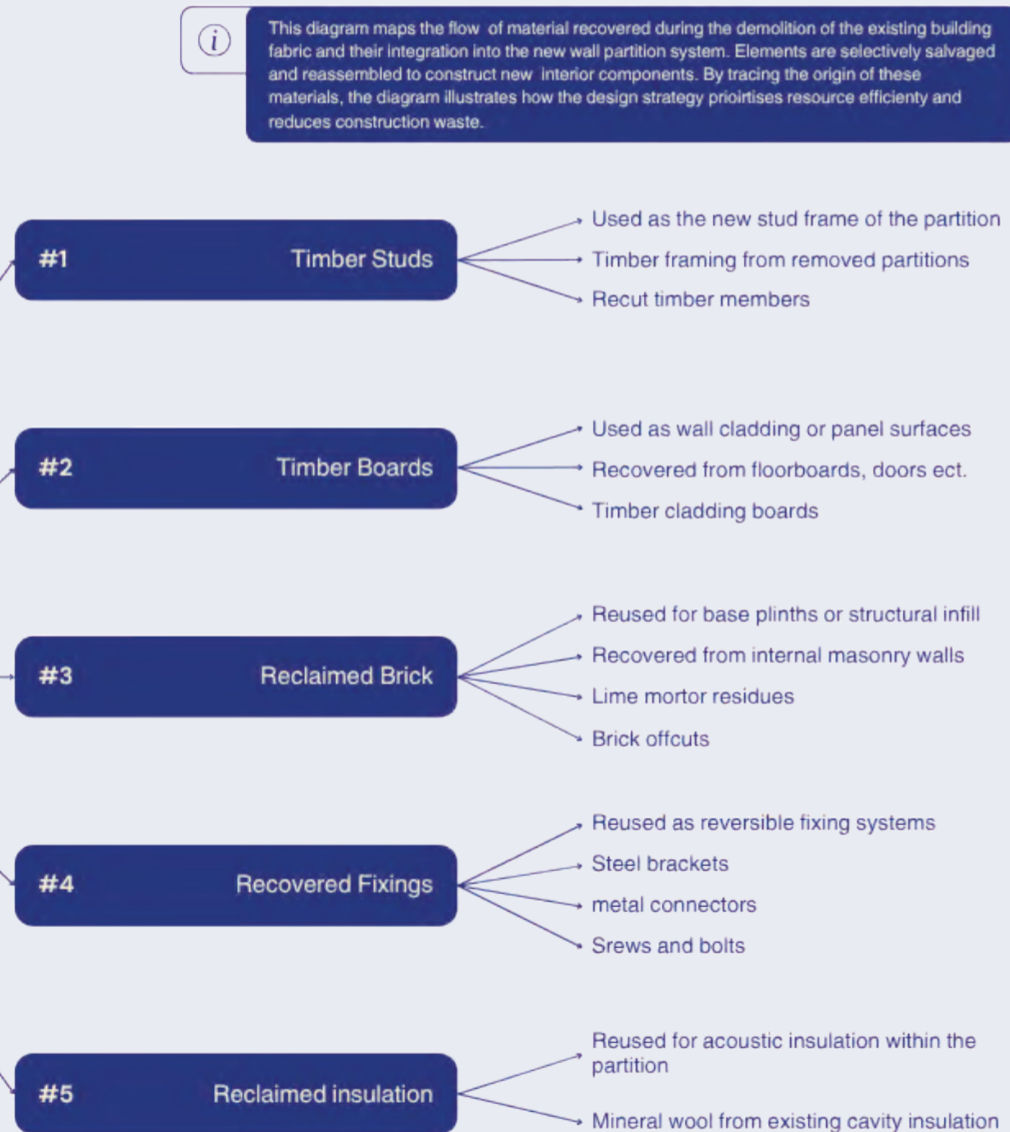 i
This diagram maps the flow of material recovered during the demolition of the existing building
fabric and their integration into the new wall partition system. Elements are selectively salvaged
and reassembled to construct new interior components. By tracing the origin of these
materials, the diagram illustrates how the design strategy prioirtises resource efficienty and
reduces construction waste.
#1 Timber Studs
Used as the new stud frame of the partition
Timber framing from removed partitions
Recut timber members
#2 Timber Boards
Used as wall cladding or panel surfaces
Recovered from floorboards, doors ect.
Timber cladding boards
#3 Reclaimed Brick
Reused for base plinths or structural infill
Recovered from internal masonry walls
Lime mortor residues
Brick offcuts
#4 Recovered Fixings
Reused as reversible fixing systems
Steel brackets
metal connectors
Srews and bolts
#5 Reclaimed insulation
Reused for acoustic insulation within the
partition
Mineral wool from existing cavity insulation